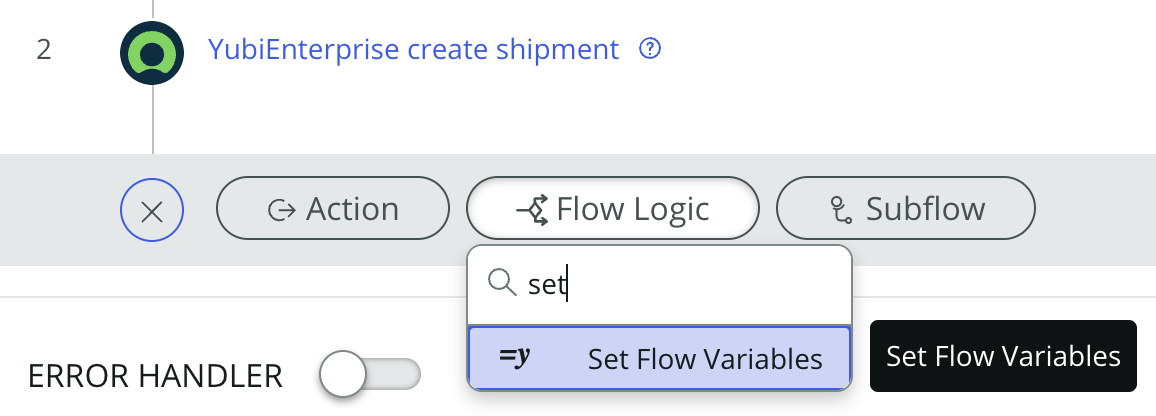 2
YubiEnterprise create shipment ?
Action
Flow Logic
Subflow
set
=y Set Flow Variables
Set Flow Variables
ERROR HANDLER